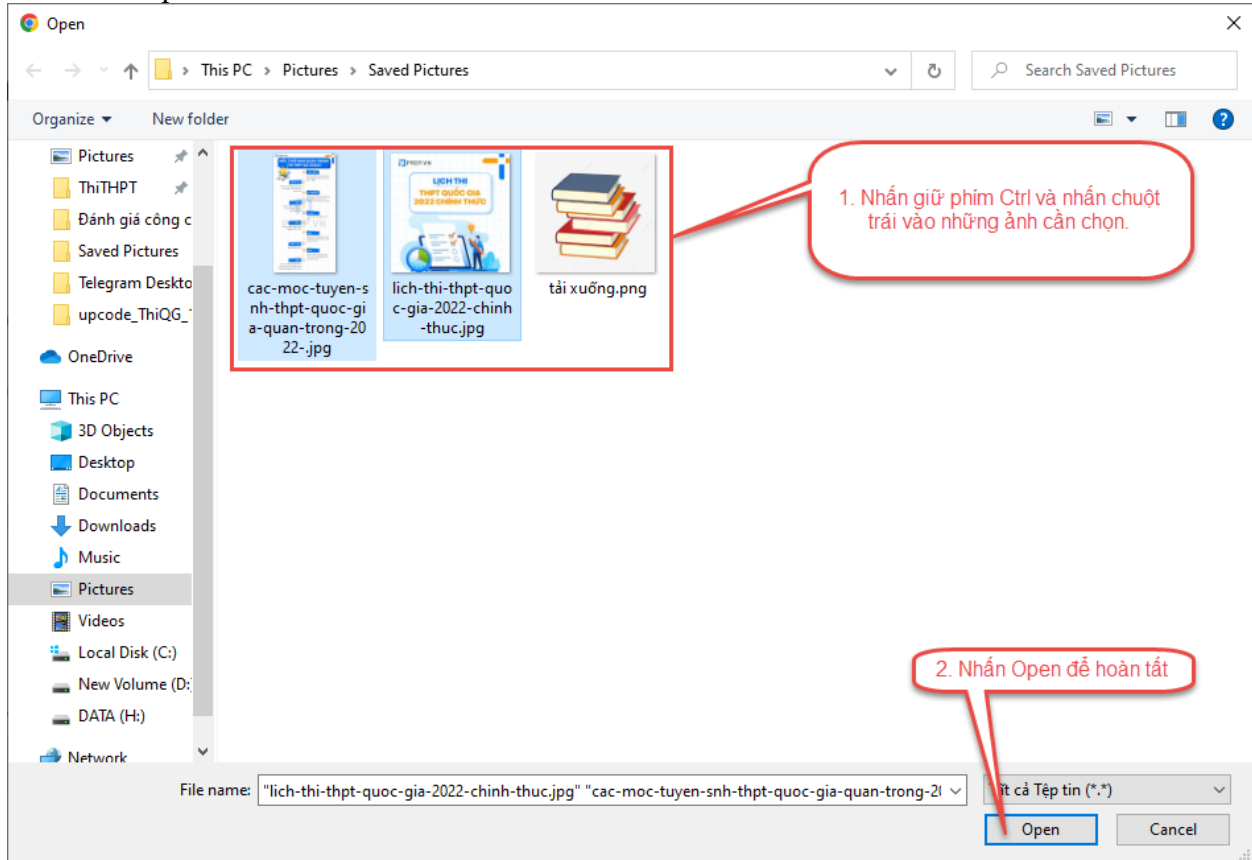 Open
This PC > Pictures > Saved Pictures
Search Saved Pictures
Organize
New folder
Pictures
ThiTHPT
Đánh giá công c
Saved Pictures
Telegram Deskto
upcode_ThiQG_1
OneDrive
This PC
3D Objects
Desktop
Documents
Downloads
Music
Pictures
Videos
Local Disk (C:)
New Volume (D:
DATA (H:)
Network
LỊCH THI
THPT QUỐC GIA
2022 CHÍNH THỨC
cac-moc-tuyen-s
nh-thpt-quoc-gi
a-quan-trong-20
22-.jpg
lich-thi-thpt-quo
c-gia-2022-chinh
-thuc.jpg
tải xuống.png
1. Nhấn giữ phím Ctrl và nhấn chuột
trái vào những ảnh cần chọn.
2. Nhấn Open để hoàn tất
File name:
"lich-thi-thpt-quoc-gia-2022-chinh-thuc.jpg" "cac-moc-tuyen-snh-thpt-quoc-gia-quan-trong-20
cả Tệp tin (*.*)
Open
Cancel